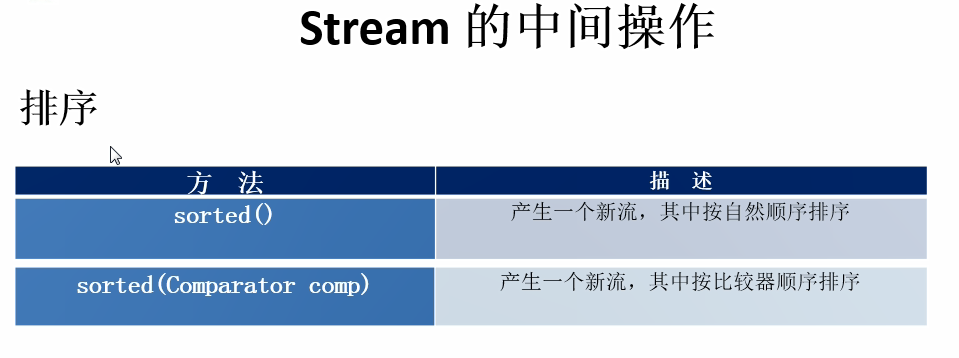 Stream 的中间操作
排序
方 法
描 述
sorted()
产生一个新流，其中按自然顺序排序
sorted(Comparator comp)
产生一个新流，其中按比较器顺序排序